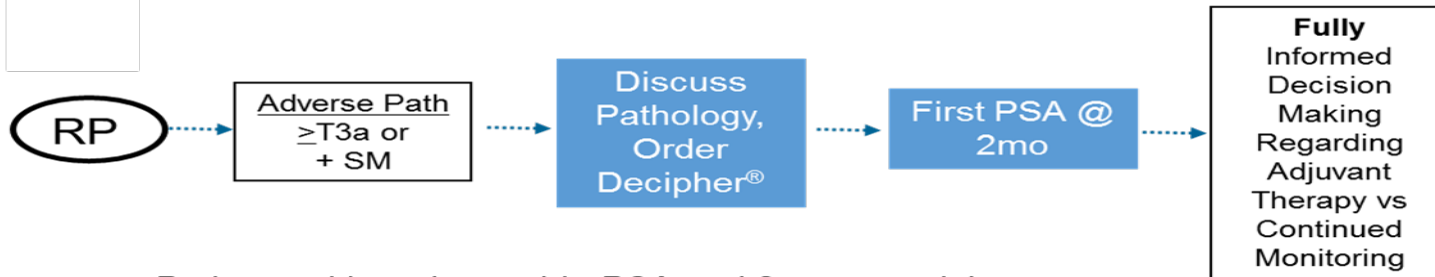 RP
Adverse Path
≥T3a or
+ SM
Discuss
Pathology,
Order
Decipher®
First PSA @
2mo
Fully
Informed
Decision
Making
Regarding
Adjuvant
Therapy vs
Continued
Monitoring